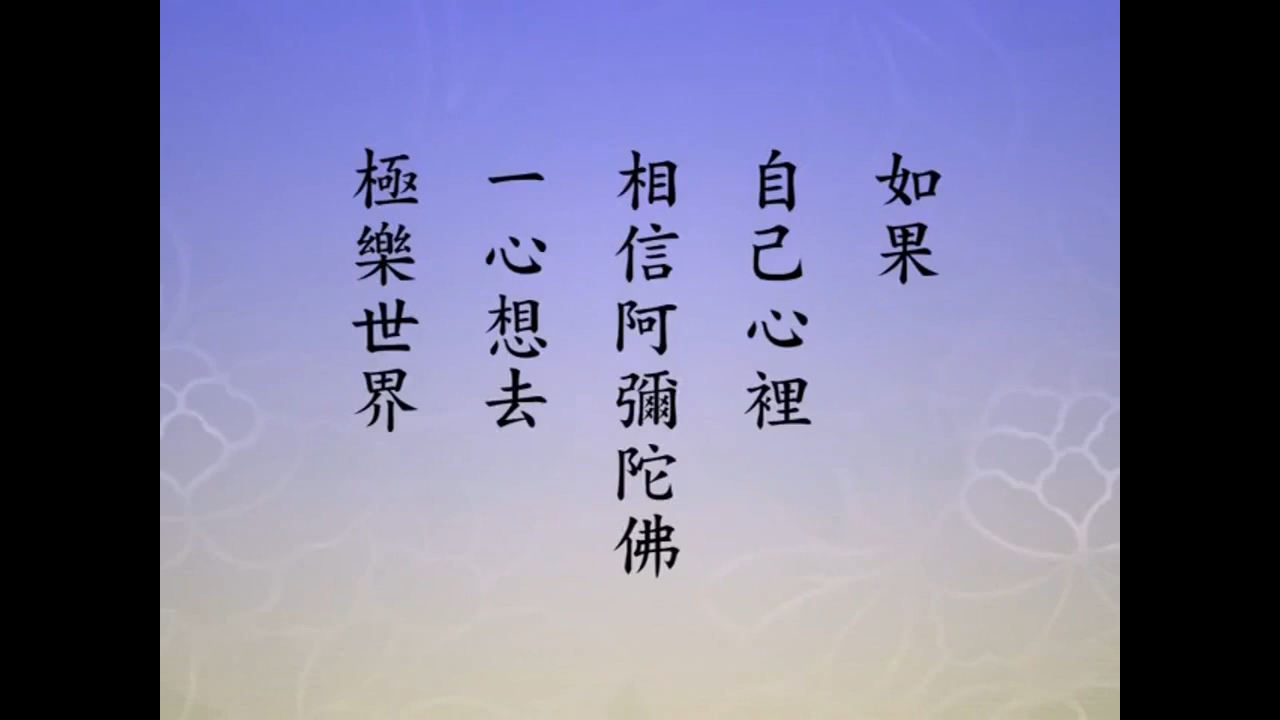 如果
自己心裡
相信阿彌陀佛
一心想去
極樂世界